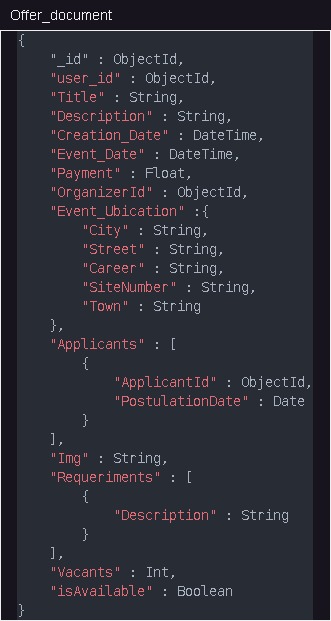 Offer_document
{
"_id" : ObjectId,
"user_id" : ObjectId,
"Title" : String,
"Description" : String,
"Creation_Date" : DateTime,
"Event_Date" : DateTime,
"Payment" : Float,
"OrganizerId" : ObjectId,
"Event_Ubication" :{
"City" : String,
"Street" : String,
"Career" : String,
"SiteNumber" : String,
"Town" : String
},
"Applicants" : [
{
"ApplicantId" : ObjectId,
"PostulationDate" : Date
}
],
"Img" : String,
"Requeriments" : [
{
"Description" : String
}
],
"Vacants" : Int,
"isAvailable" : Boolean
}